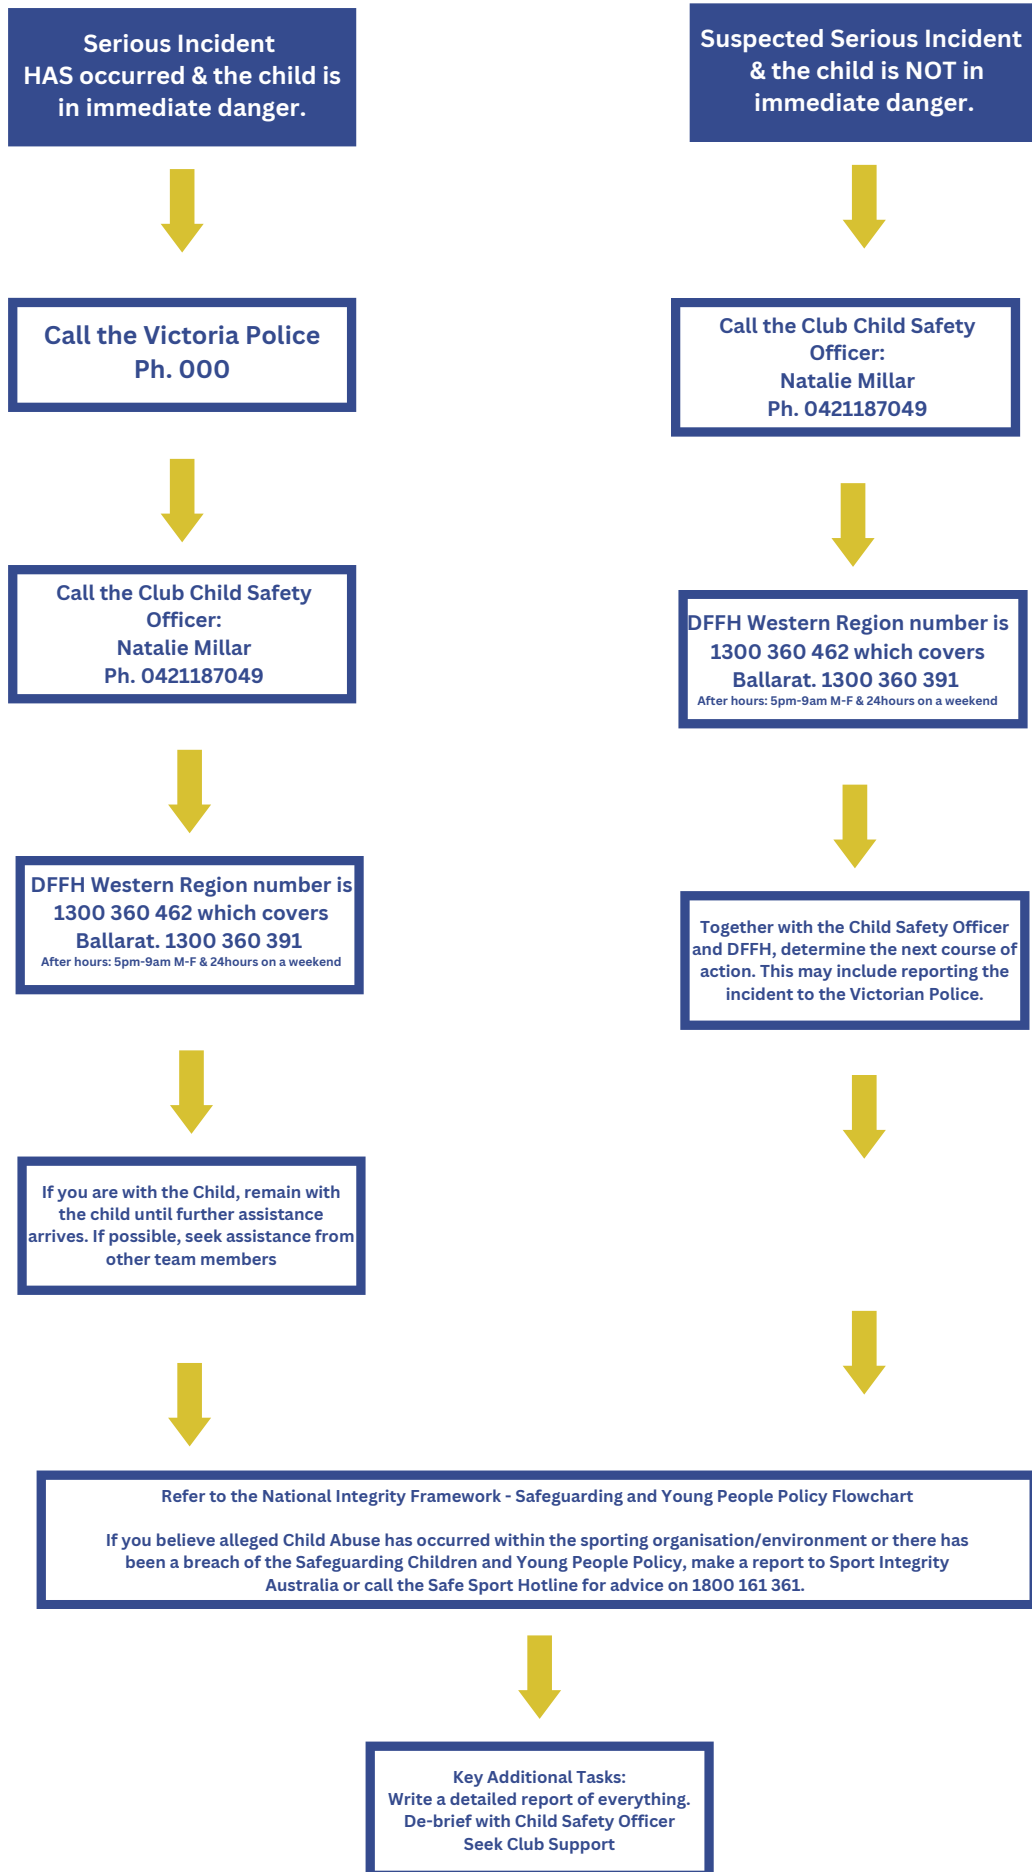 Serious Incident
HAS occurred & the child is
in immediate danger.
Suspected Serious Incident
& the child is NOT in
immediate danger.
Call the Victoria Police
Ph. 000
Call the Club Child Safety
Officer:
Natalie Millar
Ph. 0421187049
Call the Club Child Safety
Officer:
Natalie Millar
Ph. 0421187049
DFFH Western Region number is
1300 360 462 which covers
Ballarat. 1300 360 391
After hours: 5pm-9am M-F & 24hours on a weekend
DFFH Western Region number is
1300 360 462 which covers
Ballarat. 1300 360 391
After hours: 5pm-9am M-F & 24hours on a weekend
Together with the Child Safety Officer
and DFFH, determine the next course of
action. This may include reporting the
incident to the Victorian Police.
If you are with the Child, remain with
the child until further assistance
arrives. If possible, seek assistance from
other team members
Refer to the National Integrity Framework - Safeguarding and Young People Policy Flowchart
If you believe alleged Child Abuse has occurred within the sporting organisation/environment or there has
been a breach of the Safeguarding Children and Young People Policy, make a report to Sport Integrity
Australia or call the Safe Sport Hotline for advice on 1800 161 361.
Key Additional Tasks:
Write a detailed report of everything.
De-brief with Child Safety Officer
Seek Club Support